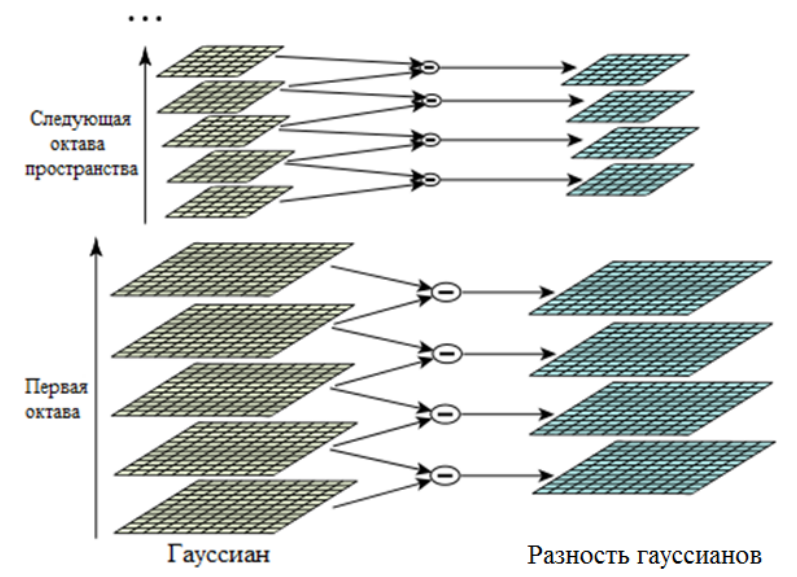 ...
Следующая
октава
пространства
Первая
октава
Гауссиан
Разность гауссианов